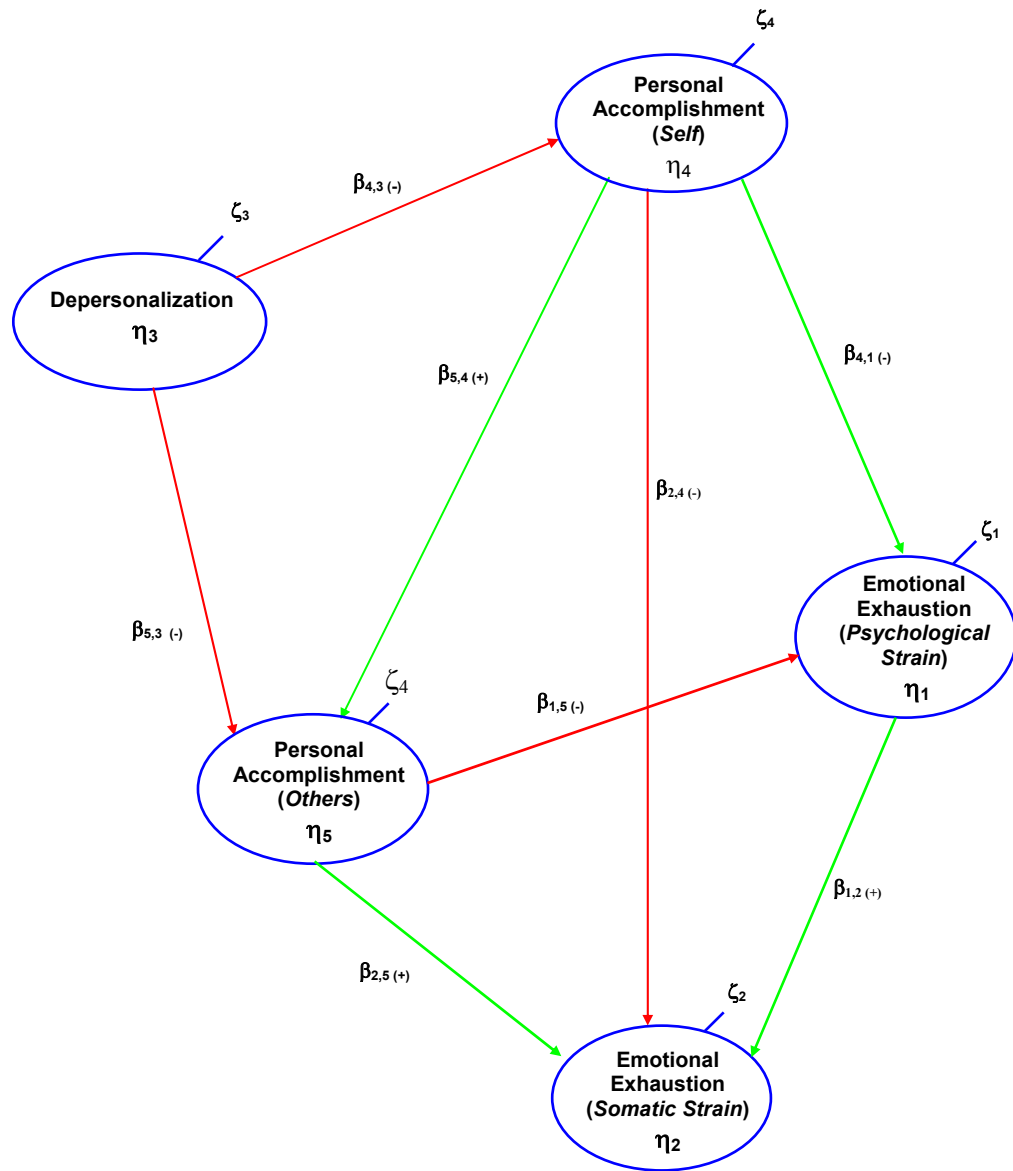 ζ4
Personal
Accomplishment
(Self)
η4
β4,3 (-)
ζ3
Depersonalization
η3
β5,4 (+)
β4,1 (-)
β2,4 (-)
ζ1
Emotional
Exhaustion
(Psychological
Strain)
η1
β5,3 (-)
ζ4
β1,5 (-)
Personal
Accomplishment
(Others)
η5
β1,2 (+)
β2,5 (+)
ζ2
Emotional
Exhaustion
(Somatic Strain)
η2